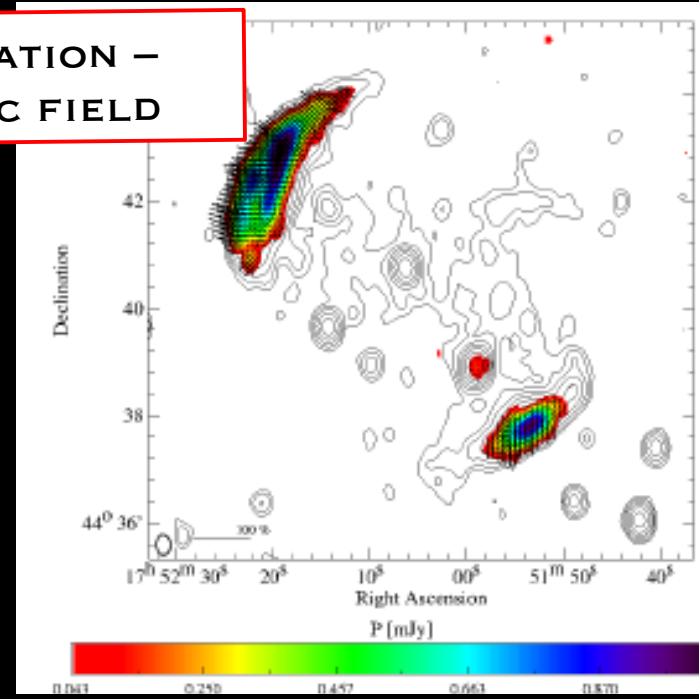 ATION –
C FIELD
42
40
38
44° 36'
Declination
100 %
17ʰ 52ᵐ 30ˢ 20ˢ 10ˢ 00ˢ 51ᵐ 50ˢ 40ˢ
Right Ascension
P [mJy]
0.043 0.250 0.457 0.663 0.870